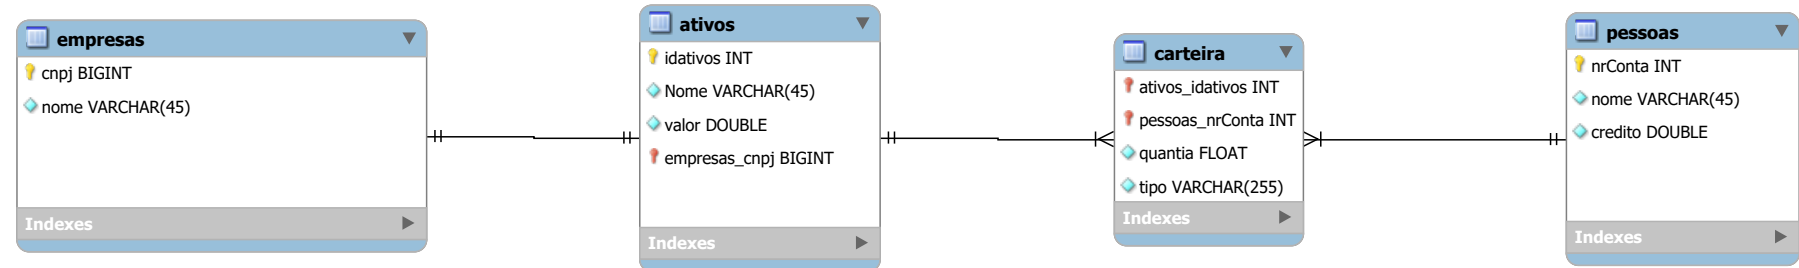 empresas
cnpj BIGINT
nome VARCHAR(45)
Indexes
ativos
idativos INT
Nome VARCHAR(45)
valor DOUBLE
empresas_cnpj BIGINT
Indexes
carteira
ativos_idativos INT
pessoas_nrConta INT
quantia FLOAT
tipo VARCHAR(255)
Indexes
pessoas
nrConta INT
nome VARCHAR(45)
credito DOUBLE
Indexes